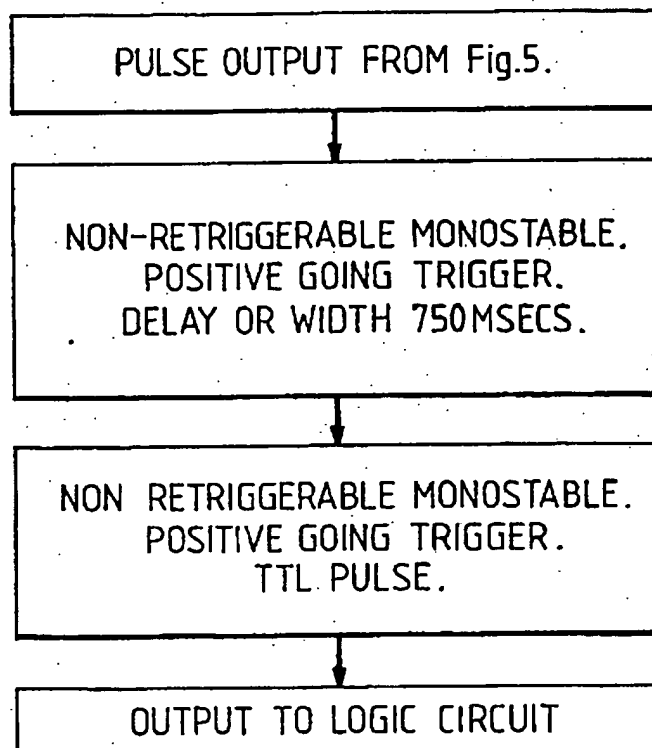 PULSE OUTPUT FROM Fig.5.
NON-RETRIGGERABLE MONOSTABLE.
POSITIVE GOING TRIGGER.
DELAY OR WIDTH 750MSECS.
NON RETRIGGERABLE MONOSTABLE.
POSITIVE GOING TRIGGER.
TTL PULSE.
OUTPUT TO LOGIC CIRCUIT